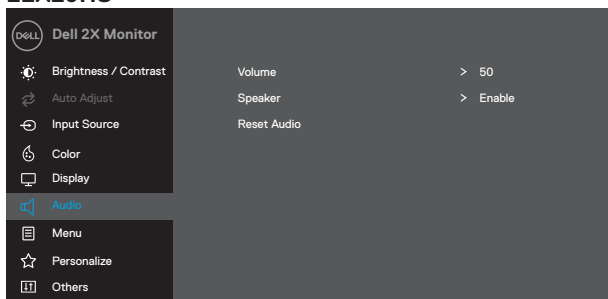 DELL Dell 2X Monitor
Brightness / Contrast Volume > 50
Auto Adjust Speaker > Enable
Input Source Reset Audio
Color
Display
Audio
Menu
Personalize
Others